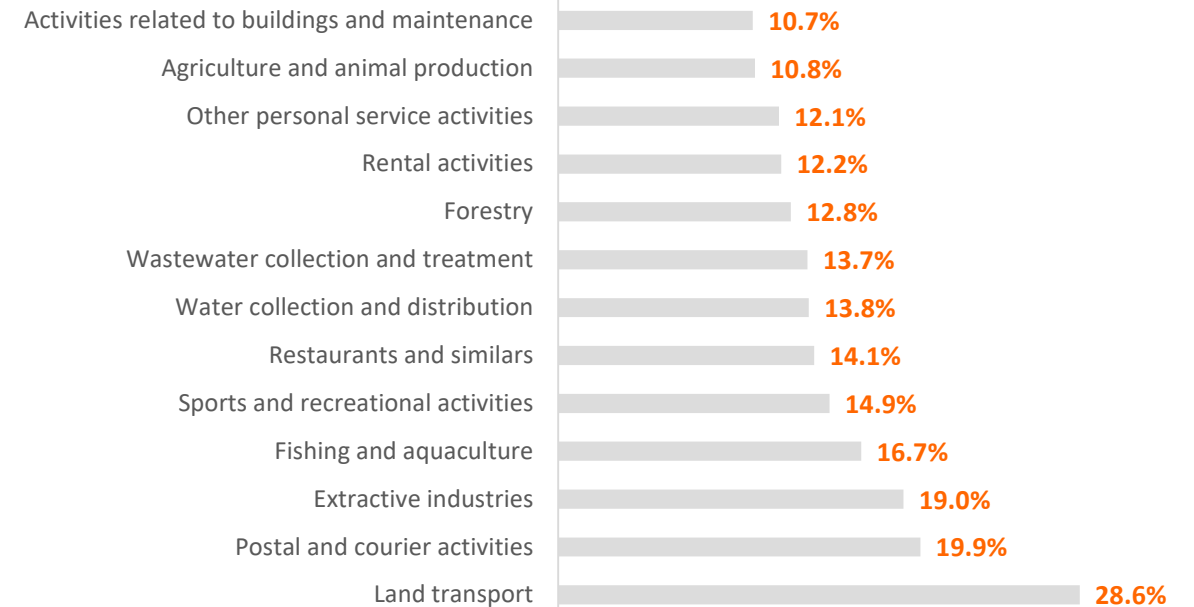 Activities related to buildings and maintenance 10.7%
Agriculture and animal production 10.8%
Other personal service activities 12.1%
Rental activities 12.2%
Forestry 12.8%
Wastewater collection and treatment 13.7%
Water collection and distribution 13.8%
Restaurants and similars 14.1%
Sports and recreational activities 14.9%
Fishing and aquaculture 16.7%
Extractive industries 19.0%
Postal and courier activities 19.9%
Land transport 28.6%